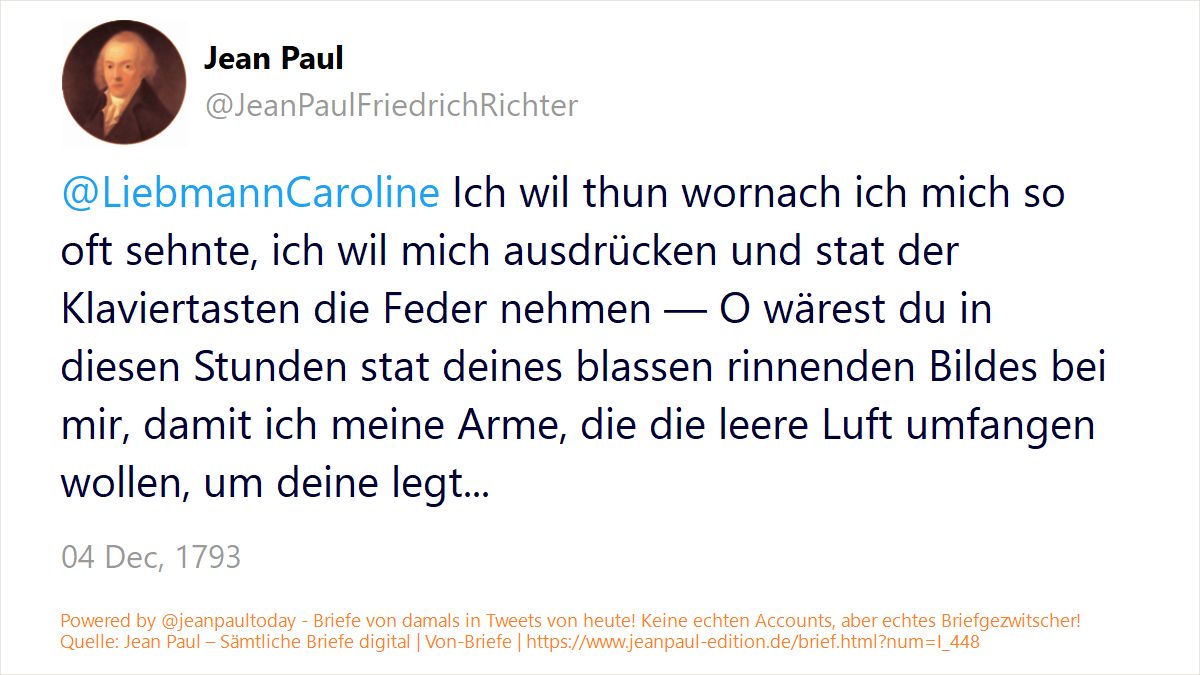 Jean Paul
@JeanPaulFriedrichRichter
@LiebmannCaroline Ich wil thun wornach ich mich so
oft sehnte, ich wil mich ausdrücken und stat der
Klaviertasten die Feder nehmen — O wärest du in
diesen Stunden stat deines blassen rinnenden Bildes bei
mir, damit ich meine Arme, die die leere Luft umfangen
wollen, um deine legt...
04 Dec, 1793
Powered by @jeanpaultoday - Briefe von damals in Tweets von heute! Keine echten Accounts, aber echtes Briefgezwitscher!
Quelle: Jean Paul – Sämtliche Briefe digital | Von-Briefe | https://www.jeanpaul-edition.de/brief.html?num=I_448